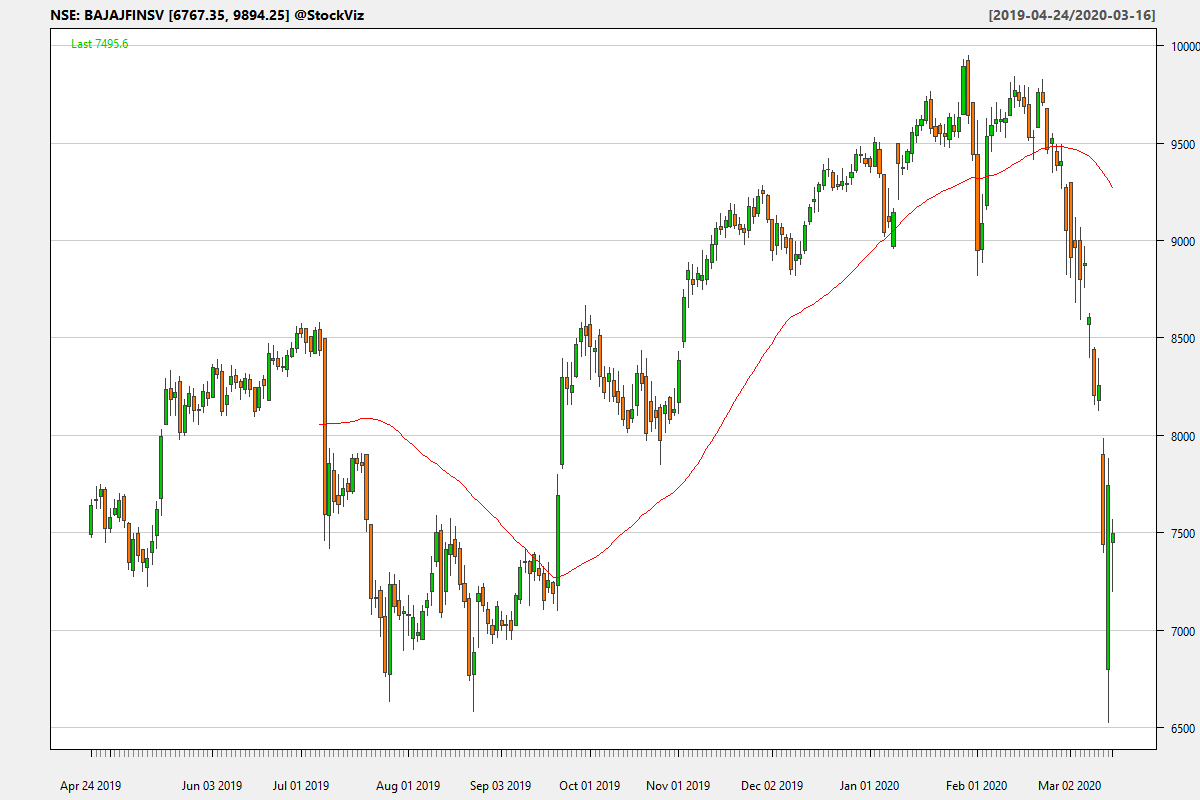 NSE: BAJAJFINSV [6767.35, 9894.25] @StockViz
[2019-04-24/2020-03-16]
Last 7495.6
10000
9500
9000
8500
8000
7500
7000
6500
Apr 24 2019
Jun 03 2019
Jul 01 2019
Aug 01 2019
Sep 03 2019
Oct 01 2019
Nov 01 2019
Dec 02 2019
Jan 01 2020
Feb 01 2020
Mar 02 2020